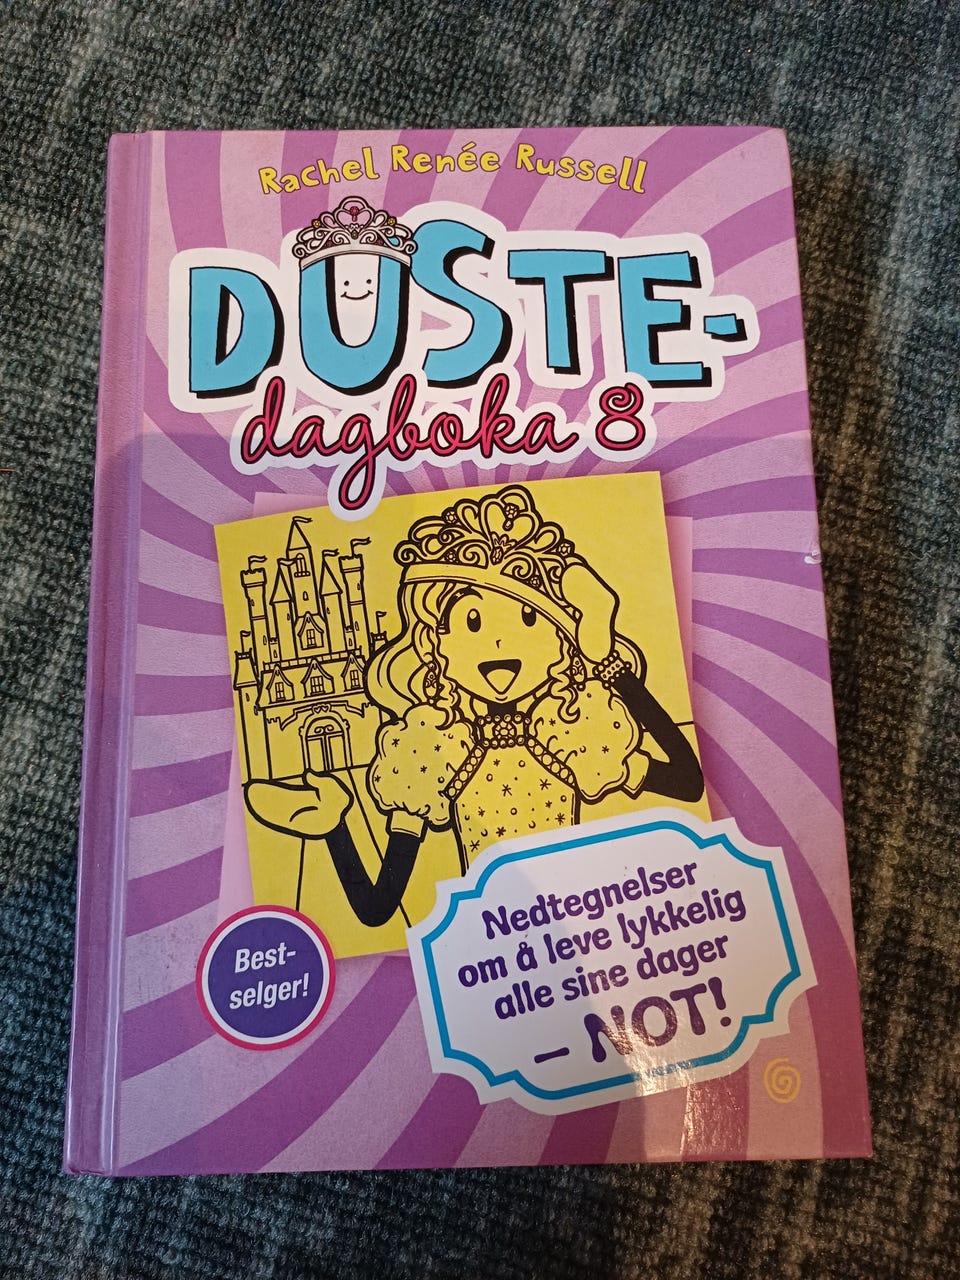 Rachel Renée Russell
DUSTE-
dagboka 8
Best-
selger!
Nedtegnelser
om å leve lykkelig
alle sine dager
– NOT!